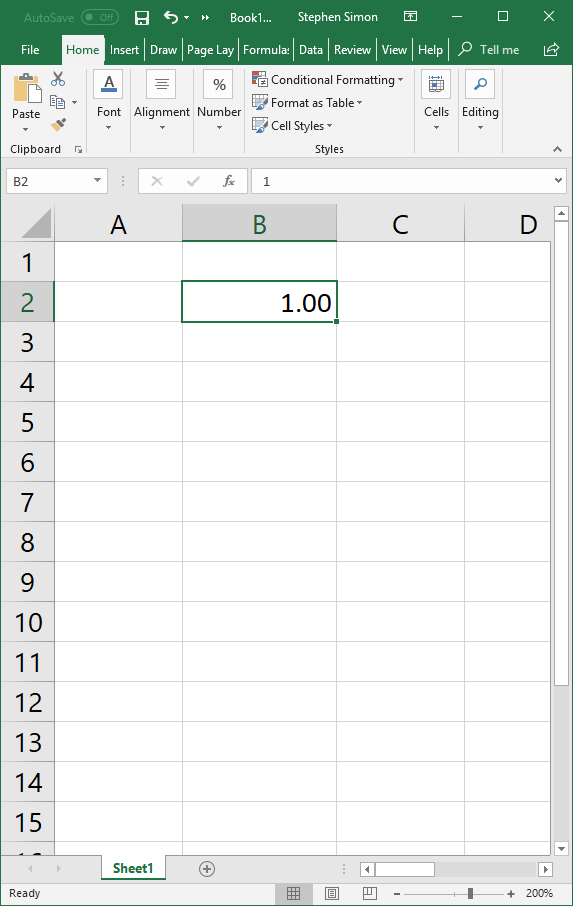 AutoSave Off Book1... Stephen Simon
File Home Insert Draw Page Lay Formulas Data Review View Help Tell me
Paste
Clipboard
A
Font
Alignment
%
Number
Conditional Formatting
Format as Table
Cell Styles
Styles
Cells
Editing
B2 fx 1
A B C D
1
2 1.00
3
4
5
6
7
8
9
10
11
12
13
14
15
Sheet1
Ready 200%